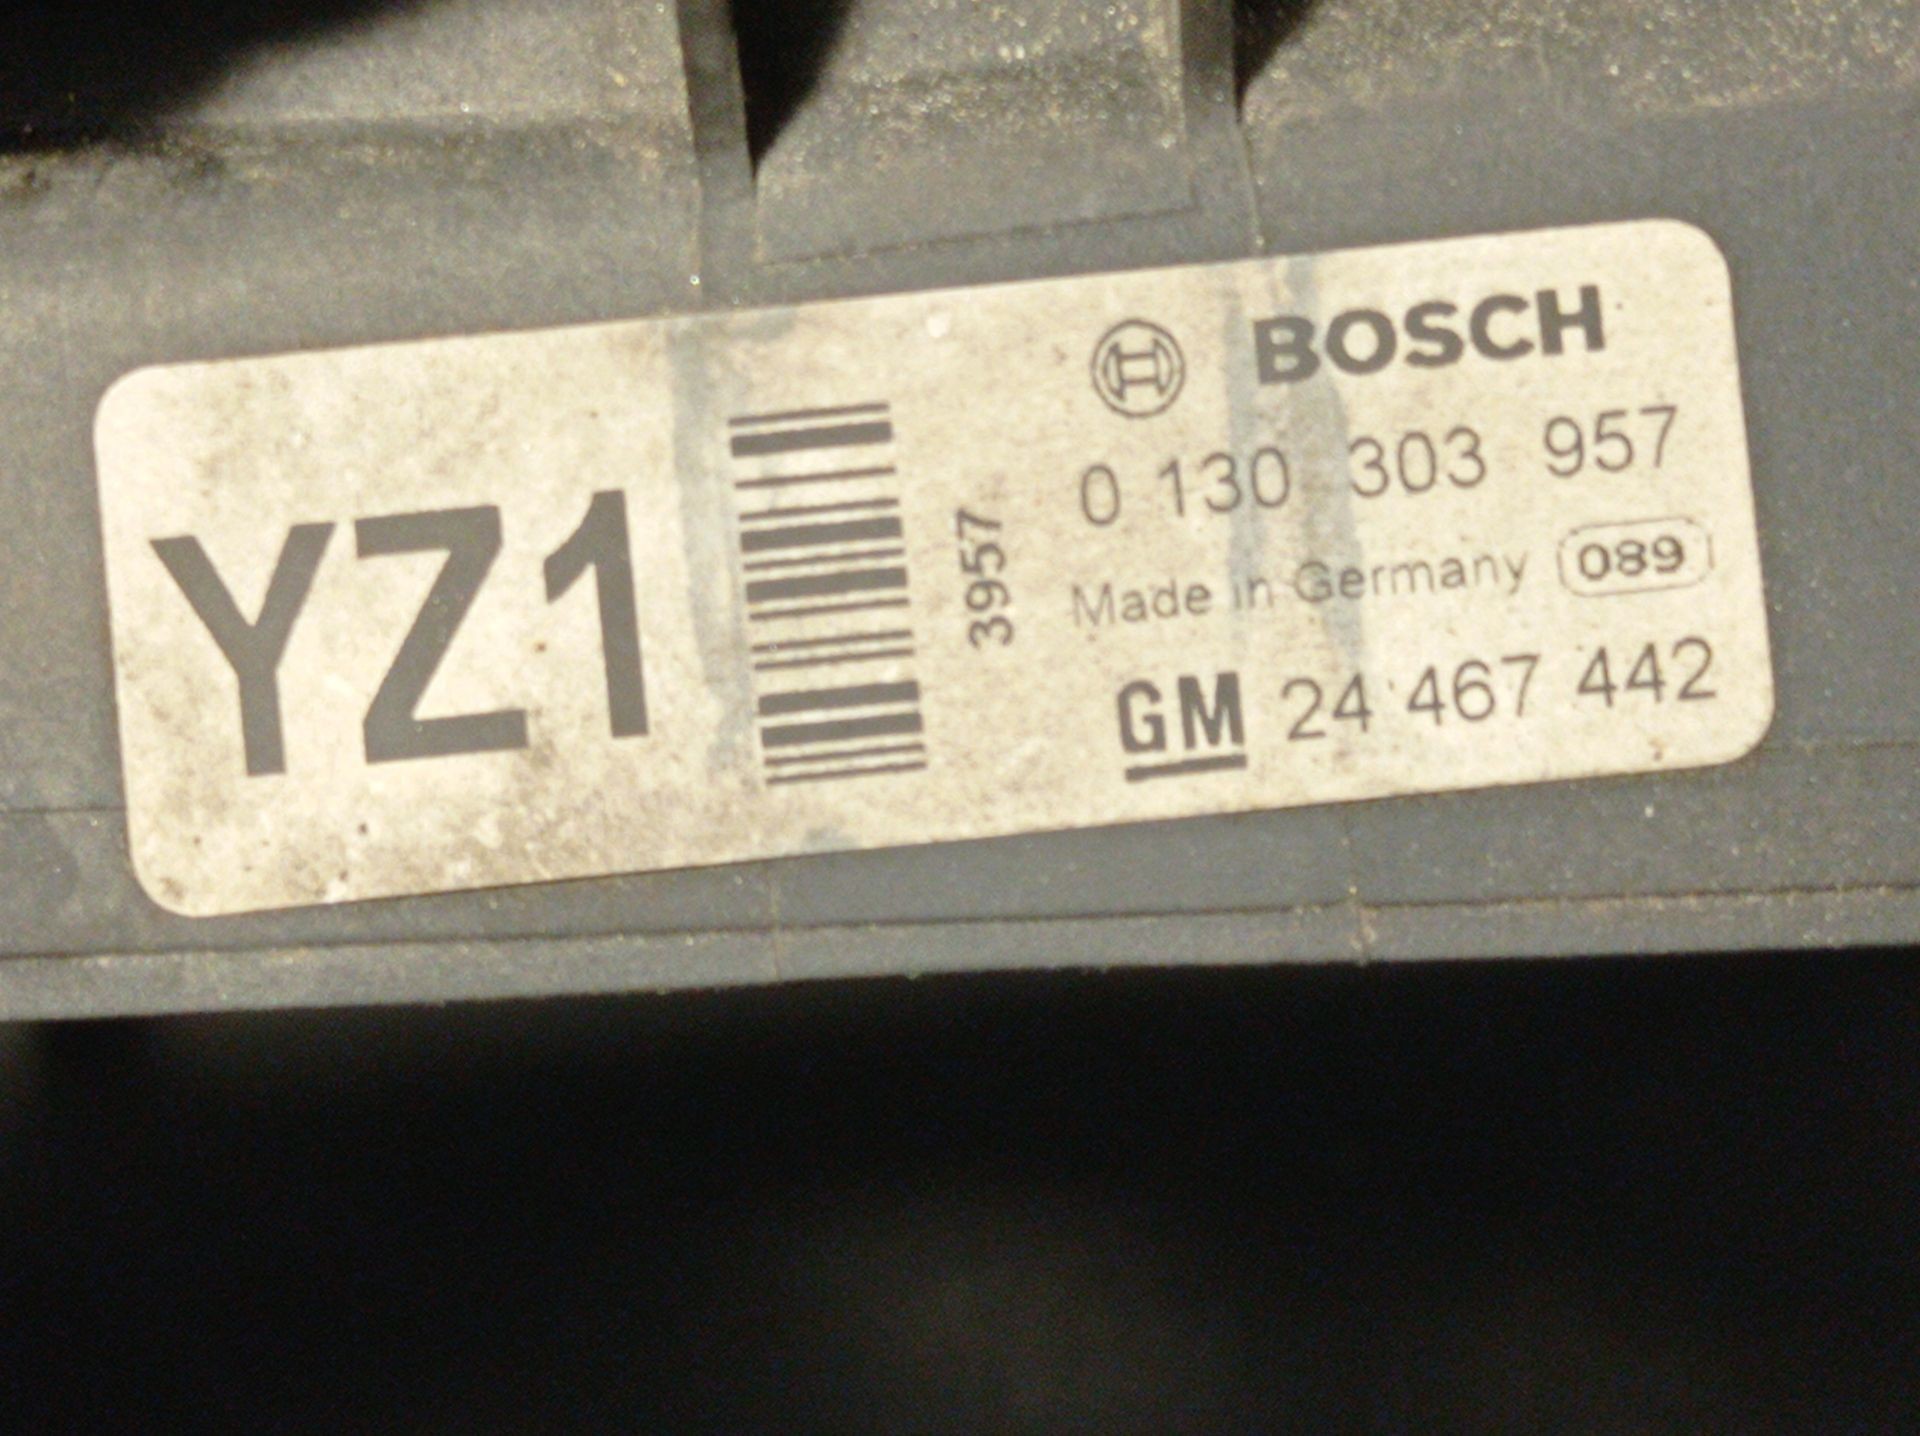 YZ1
3957
BOSCH
0 130 303 957
Made in Germany 089
GM 24 467 442